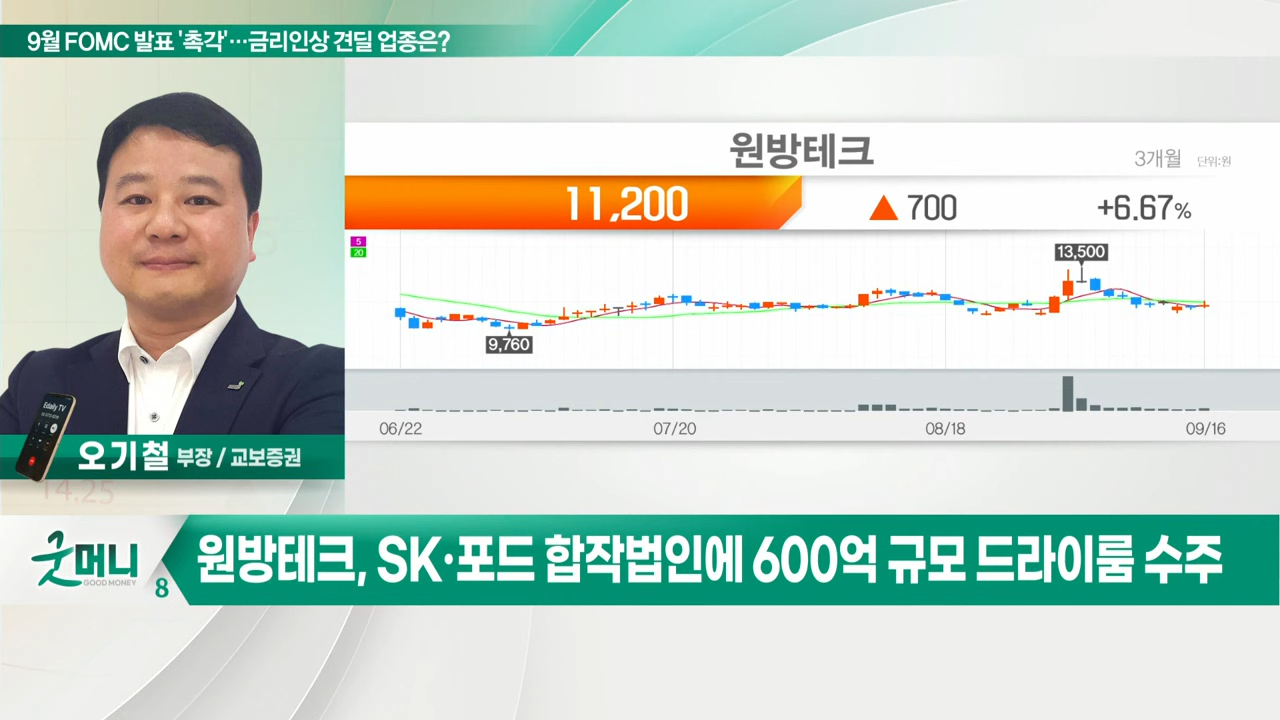 9월 FOMC 발표 '촉각'…금리인상 견딜 업종은?
원방테크
3개월 단위:원
11,200 ▲ 700 +6.67%
5
20
13,500
9,760
06/22 07/20 08/18 09/16
Edaily TV
오기철 부장 / 교보증권
14.25
굿머니
GOOD MONEY
8
원방테크, SK·포드 합작법인에 600억 규모 드라이룸 수주